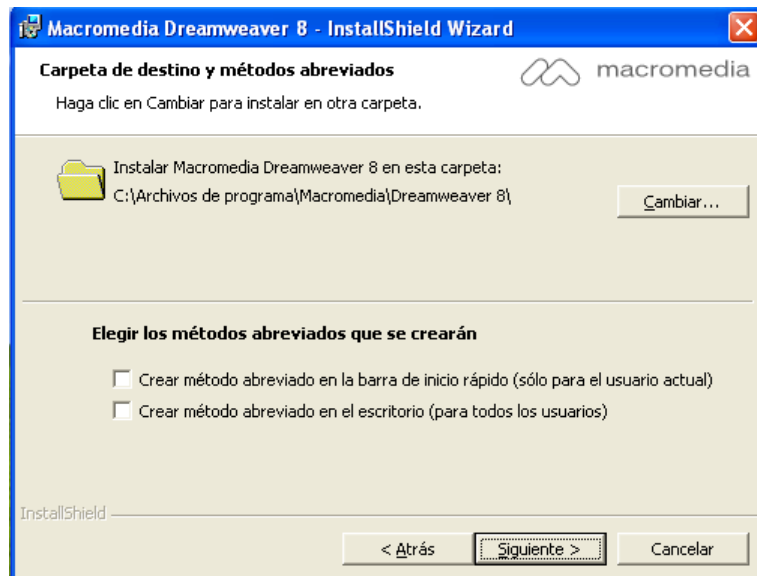 Macromedia Dreamweaver 8 - InstallShield Wizard
Carpeta de destino y métodos abreviados
macromedia
Haga clic en Cambiar para instalar en otra carpeta.
Instalar Macromedia Dreamweaver 8 en esta carpeta:
C:\Archivos de programa\Macromedia\Dreamweaver 8\
Cambiar...
Elegir los métodos abreviados que se crearán
Crear método abreviado en la barra de inicio rápido (sólo para el usuario actual)
Crear método abreviado en el escritorio (para todos los usuarios)
InstallShield
< Atrás
Siguiente >
Cancelar